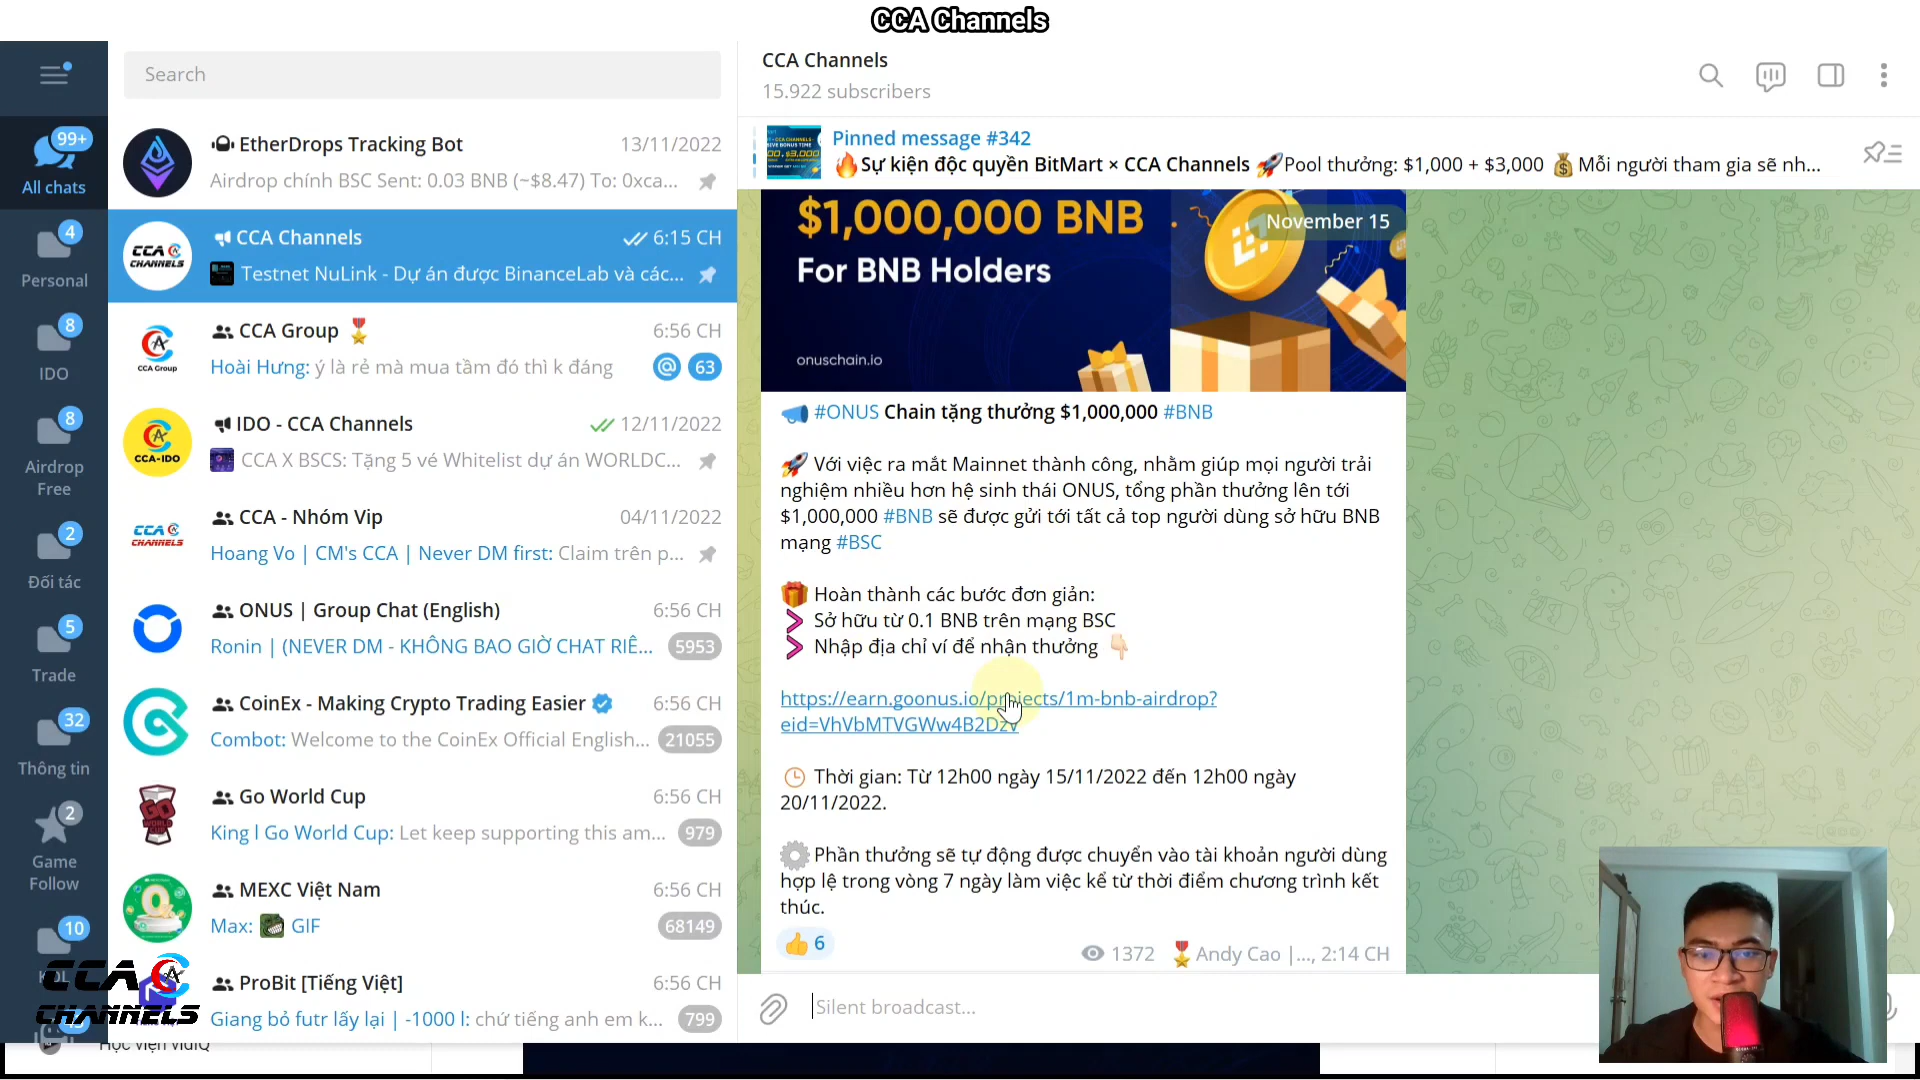 CCA Channels
Search
99+
All chats
4
Personal
8
IDO
8
Airdrop
Free
2
Đối tác
5
Trade
32
Thông tin
2
Game
Follow
10
EtherDrops Tracking Bot
13/11/2022
Airdrop chính BSC Sent: 0.03 BNB (~$8.47) To: 0xca...
CCA CHANNELS
CCA Channels
6:15 CH
Testnet NuLink - Dự án được BinanceLab và các...
CCA Group
CCA Group
6:56 CH
Hoài Hưng: ý là rẻ mà mua tầm đó thì k đáng
@ 63
CCA-IDO
IDO - CCA Channels
12/11/2022
CCA X BSCS: Tặng 5 vé Whitelist dự án WORLDC...
CCA CHANNELS
CCA - Nhóm Vip
04/11/2022
Hoang Vo | CM's CCA | Never DM first: Claim trên p...
ONUS | Group Chat (English)
6:56 CH
Ronin | (NEVER DM - KHÔNG BAO GIỜ CHAT RIÊ...
5953
CoinEx - Making Crypto Trading Easier
6:56 CH
Combot: Welcome to the CoinEx Official English...
21055
GO WORLD CUP
Go World Cup
6:56 CH
King l Go World Cup: Let keep supporting this am...
979
MEXC Việt Nam
6:56 CH
Max: GIF
68149
ProBit [Tiếng Việt]
6:56 CH
Giang bỏ futr lấy lại | -1000 l: chứ tiếng anh em k...
799
CCA
CHANNELS
Học viện vidIQ
CCA Channels
15.922 subscribers
Pinned message #342
🔥Sự kiện độc quyền BitMart × CCA Channels 🚀Pool thưởng: $1,000 + $3,000 💰Mỗi người tham gia sẽ nh...
November 15
$1,000,000 BNB
For BNB Holders
onuschain.io
📣 #ONUS Chain tặng thưởng $1,000,000 #BNB
🚀 Với việc ra mắt Mainnet thành công, nhằm giúp mọi người trải
nghiệm nhiều hơn hệ sinh thái ONUS, tổng phần thưởng lên tới
$1,000,000 #BNB sẽ được gửi tới tất cả top người dùng sở hữu BNB
mạng #BSC
🎁 Hoàn thành các bước đơn giản:
Sở hữu từ 0.1 BNB trên mạng BSC
Nhập địa chỉ ví để nhận thưởng 👇🏻
https://earn.goonus.io/projects/1m-bnb-airdrop?
eid=VhVbMTVGWw4B2Dzv
🕒 Thời gian: Từ 12h00 ngày 15/11/2022 đến 12h00 ngày
20/11/2022.
⚙️ Phần thưởng sẽ tự động được chuyển vào tài khoản người dùng
hợp lệ trong vòng 7 ngày làm việc kể từ thời điểm chương trình kết
thúc.
👍 6
1372
🎖 Andy Cao |..., 2:14 CH
Silent broadcast...